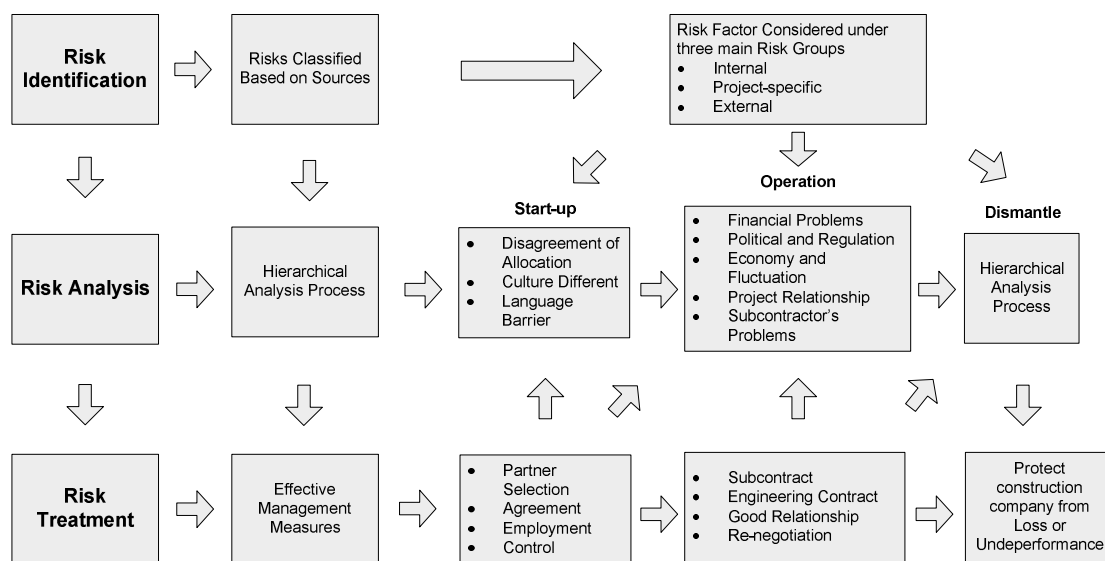 Risk
Identification
Risks Classified
Based on Sources
Risk Factor Considered under
three main Risk Groups
• Internal
• Project-specific
• External
Start-up
Operation
Dismantle
Risk Analysis
Hierarchical
Analysis Process
• Disagreement of
Allocation
• Culture Different
• Language
Barrier
• Financial Problems
• Political and Regulation
• Economy and
Fluctuation
• Project Relationship
• Subcontractor's
Problems
Hierarchical
Analysis
Process
Risk
Treatment
Effective
Management
Measures
• Partner
Selection
• Agreement
• Employment
• Control
• Subcontract
• Engineering Contract
• Good Relationship
• Re-negotiation
Protect
construction
company from
Loss or
Undeperformance